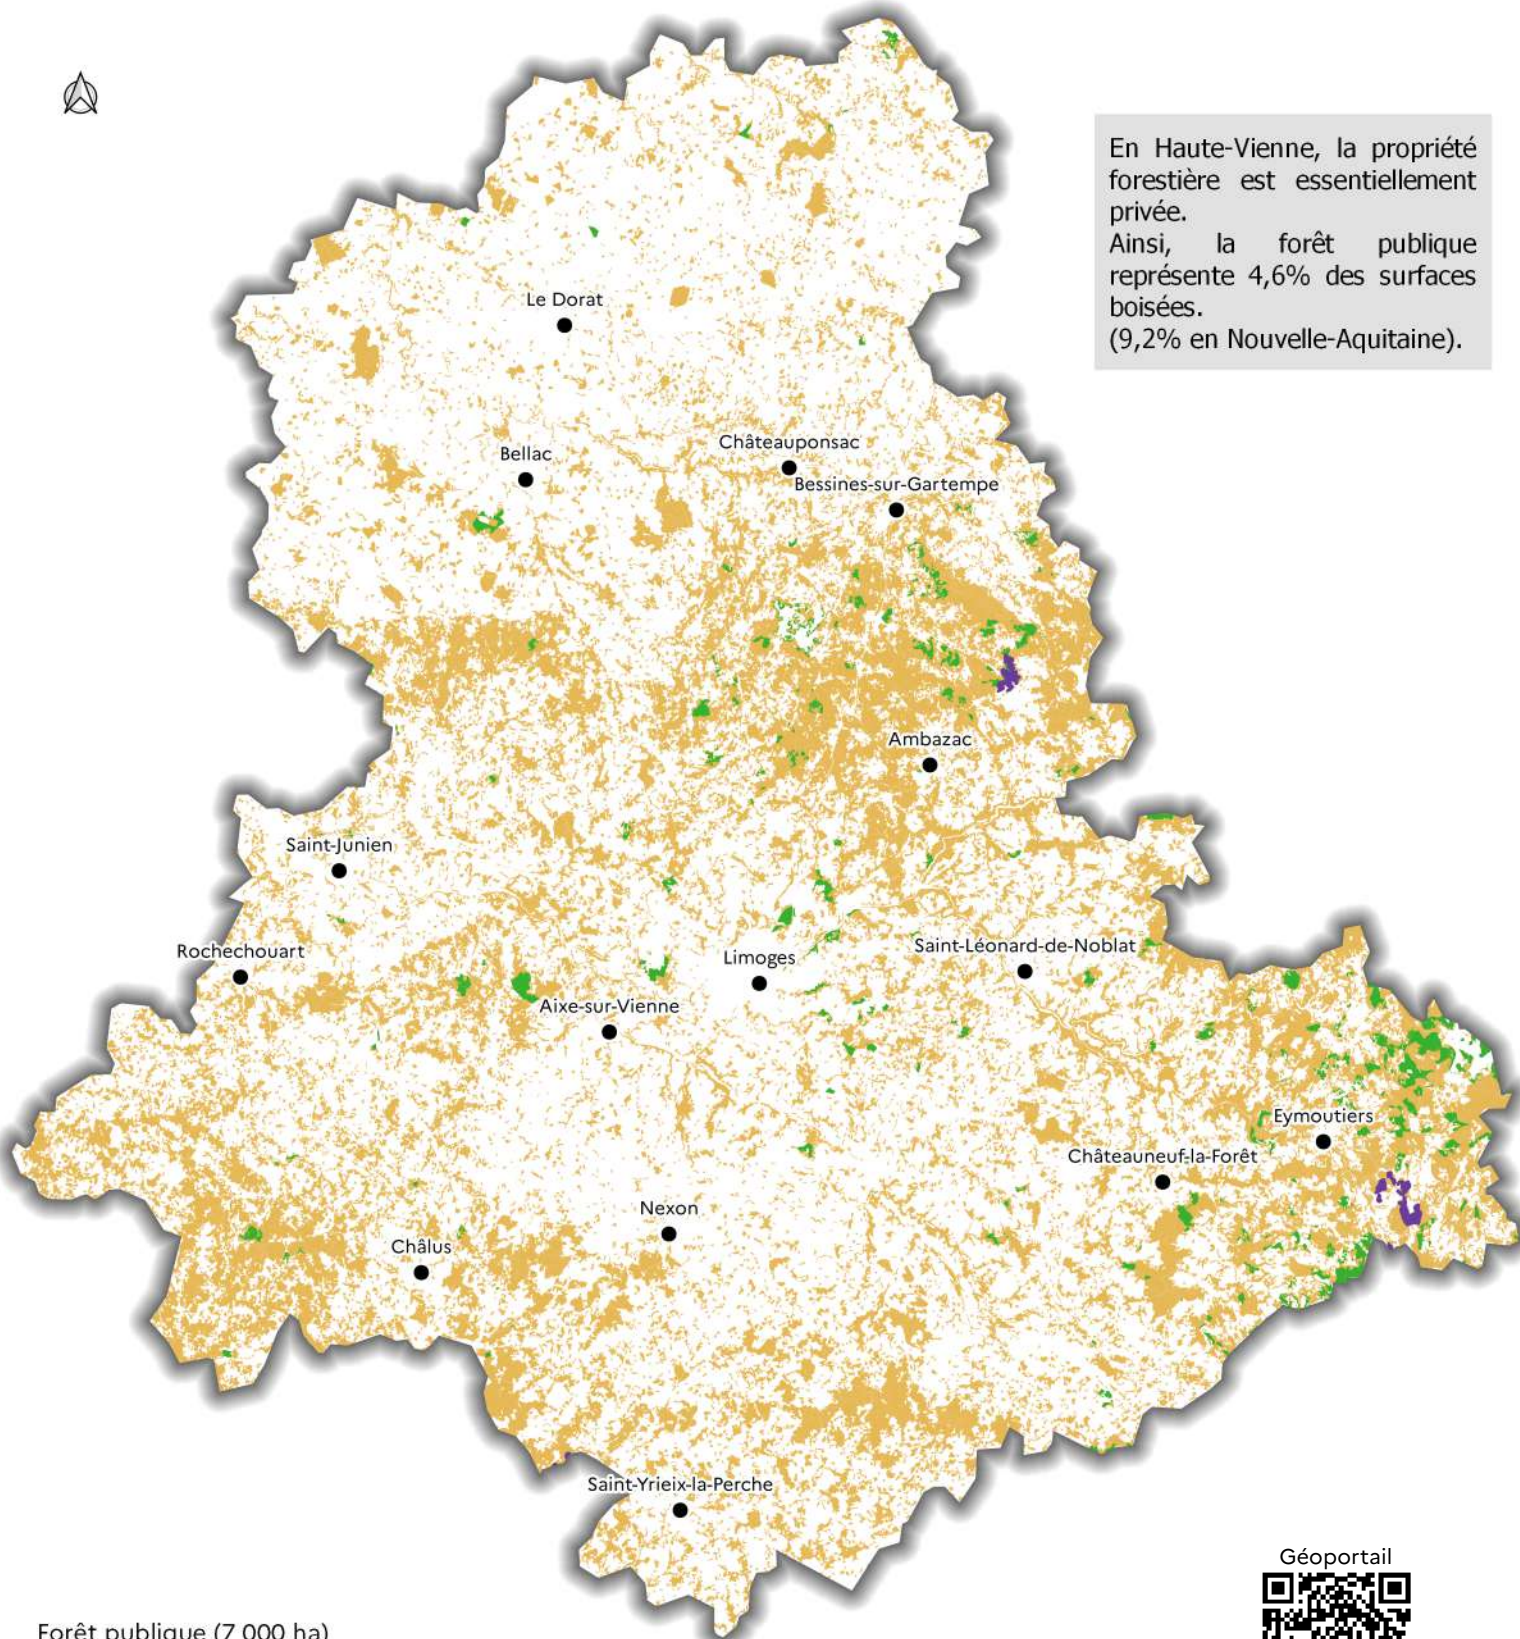 En Haute-Vienne, la propriété
forestière est essentiellement
privée.
Ainsi, la forêt publique
représente 4,6% des surfaces
boisées.
(9,2% en Nouvelle-Aquitaine).
Le Dorat
Châteauponsac
Bellac
Bessines-sur-Gartempe
Ambazac
Saint-Junien
Rochechouart
Saint-Léonard-de-Noblat
Limoges
Aixe-sur-Vienne
Eymoutiers
Châteauneuf-la-Forêt
Nexon
Châlus
Saint-Yrieix-la-Perche
Géoportail
Forêt publique (7 000 ha)